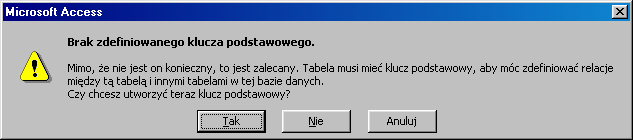 Microsoft Access
Brak zdefiniowanego klucza podstawowego.
Mimo, że nie jest on konieczny, to jest zalecany. Tabela musi mieć klucz podstawowy, aby móc zdefiniować relacje
między tą tabelą i innymi tabelami w tej bazie danych.
Czy chcesz utworzyć teraz klucz podstawowy?
Tak Nie Anuluj